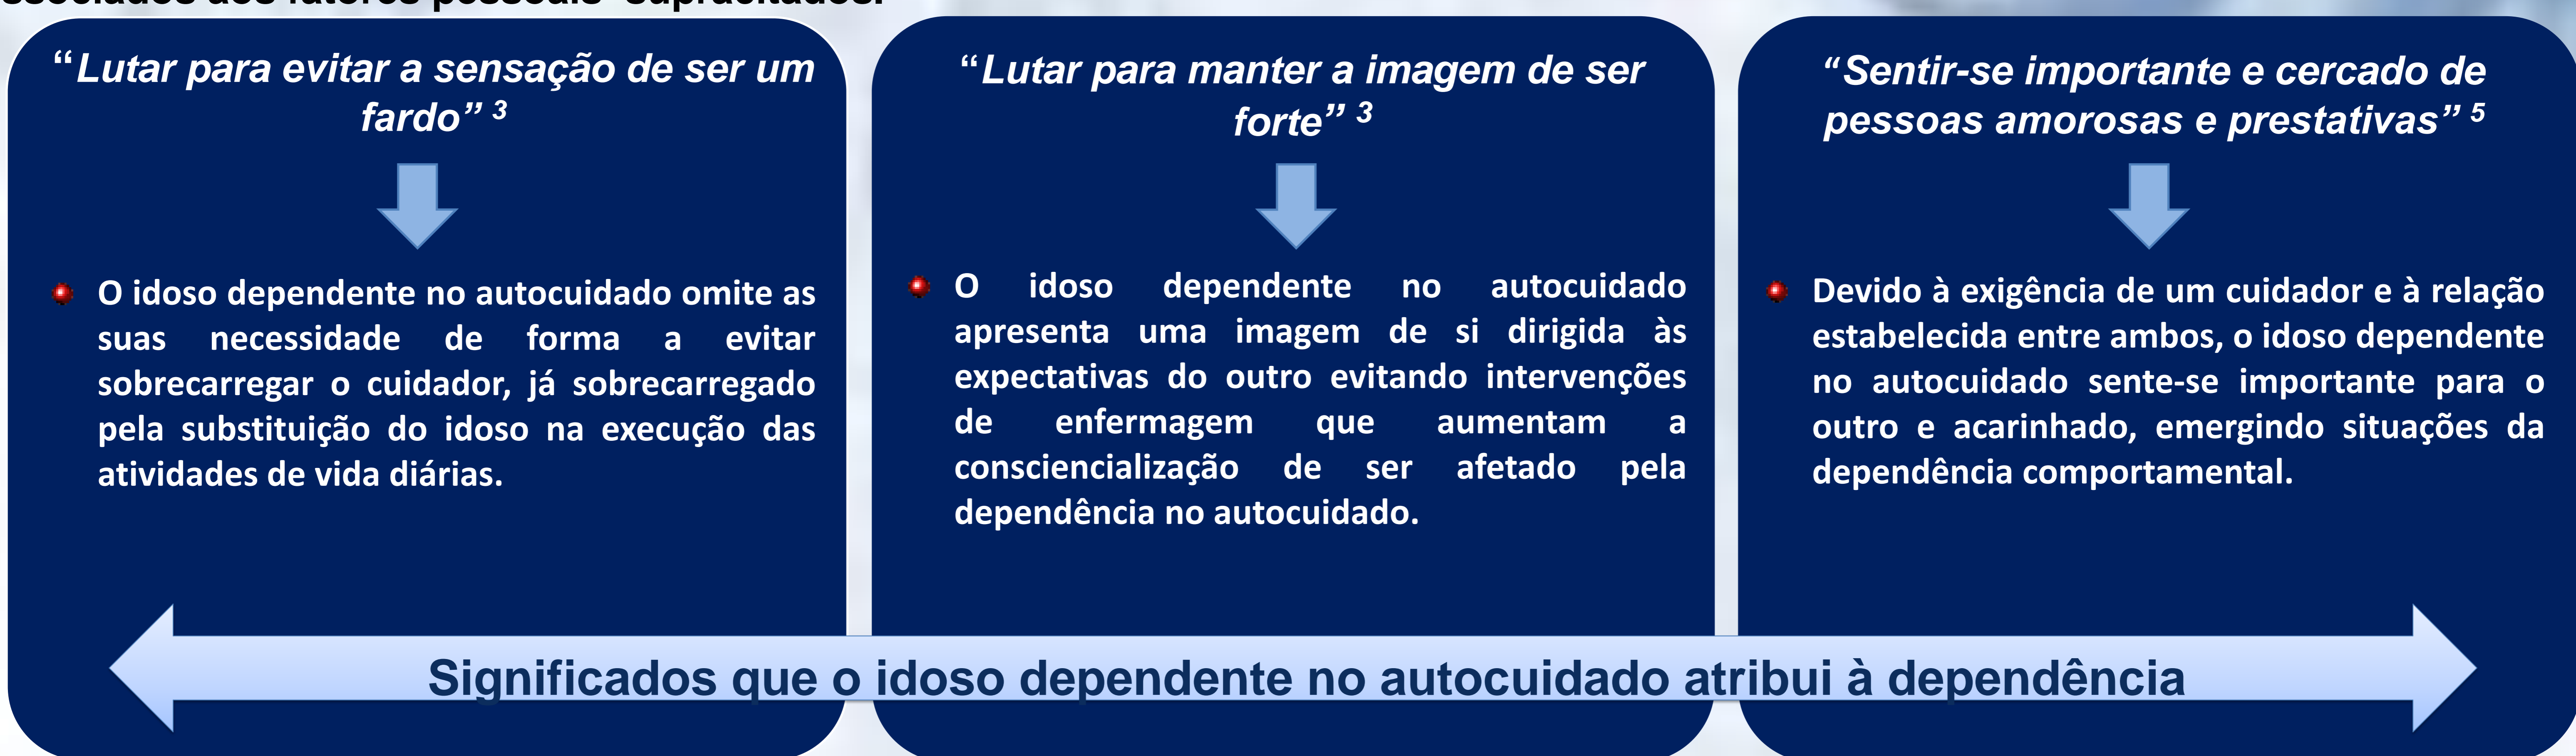 aos fatores pessoais supracitados.
“Lutar para evitar a sensação de ser um
fardo” 3
O idoso dependente no autocuidado omite as
suas necessidade de forma a evitar
sobrecarregar o cuidador, já sobrecarregado
pela substituição do idoso na execução das
atividades de vida diárias.
“Lutar para manter a imagem de ser
forte” 3
O idoso dependente no autocuidado
apresenta uma imagem de si dirigida às
expectativas do outro evitando intervenções
de enfermagem que aumentam a
consciencialização de ser afetado pela
dependência no autocuidado.
“Sentir-se importante e cercado de
pessoas amorosas e prestativas” 5
Devido à exigência de um cuidador e à relação
estabelecida entre ambos, o idoso dependente
no autocuidado sente-se importante para o
outro e acarinhado, emergindo situações da
dependência comportamental.
Significados que o idoso dependente no autocuidado atribui à dependência